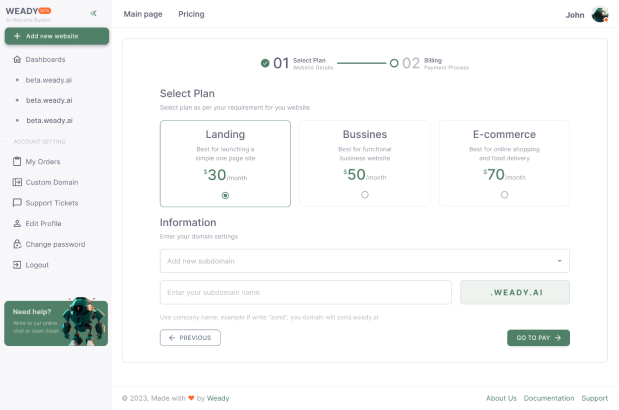 WEADY BETA
AI Website Builder
Main page
Pricing
John
+ Add new website
Dashboards
beta.weady.ai
beta.weady.ai
beta.weady.ai
ACCOUNT SETTING
My Orders
Custom Domain
Support Tickets
Edit Profile
Change password
Logout
Need help?
Write to our online
chat or open ticket
01 Select Plan
Website Details
02 Billing
Payment Process
Select Plan
Select plan as per your requirement for you website
Landing
Best for launching a
simple one page site
$30/month
Bussines
Best for functional
business website
$50/month
E-commerce
Best for online shopping
and food delivery
$70/month
Information
Enter your domain settings
Add new subdomain
Enter your subdomain name
.WEADY.AI
Use company name, example if write "zond", you domain will zond.weady.ai
← PREVIOUS
GO TO PAY →
© 2023, Made with ❤ by Weady
About Us
Documentation
Support